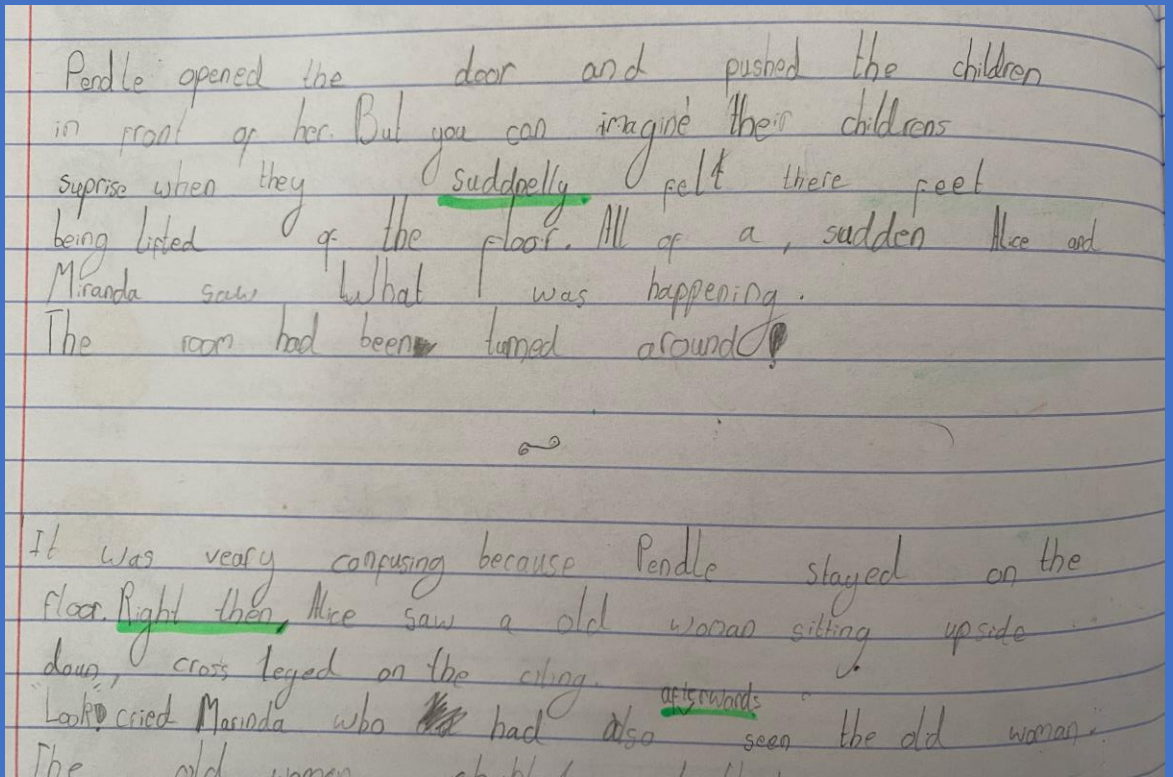 Pendle opened the door and pushed the children
in front of her. But you can imagine their childrens
suprise when they suddnelly felt there feet
being lifted of the floor. All of a, sudden Alice and
Miranda saw What was happening.
The room had been turned around!
It was veary confusing because Pendle stayed on the
floor. Right then, Alice saw a old woman sitting upside
down, cross leged on the ciling.
afterwards
"Look" cried Marinda who had also seen the old woman.
The old women